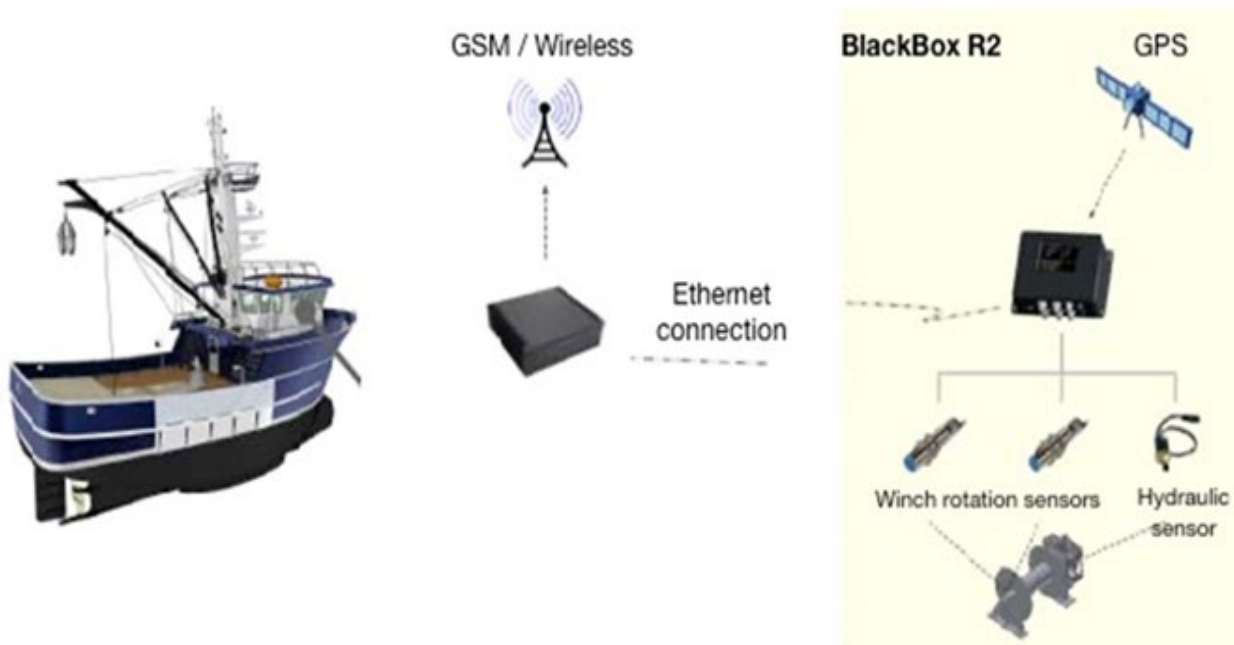 GSM / Wireless
BlackBox R2
GPS
Ethernet
connection
Winch rotation sensors
Hydraulic
sensor